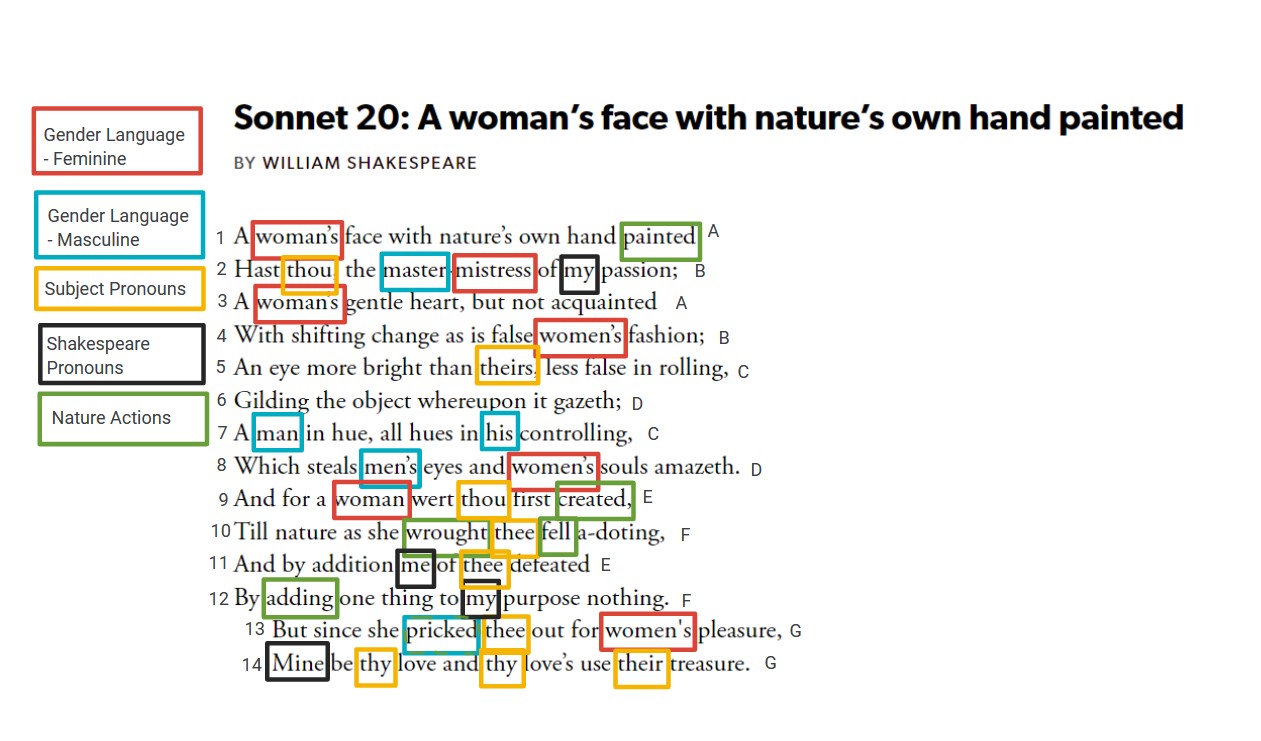 Sonnet 20: A woman's face with nature's own hand painted
BY WILLIAM SHAKESPEARE
Gender Language
- Feminine
Gender Language
- Masculine
Subject Pronouns
Shakespeare
Pronouns
Nature Actions
1 A woman's face with nature's own hand painted A
2 Hast thou, the master-mistress of my passion; B
3 A woman's gentle heart, but not acquainted A
4 With shifting change as is false women's fashion; B
5 An eye more bright than theirs, less false in rolling, C
6 Gilding the object whereupon it gazeth; D
7 A man in hue, all hues in his controlling, C
8 Which steals men's eyes and women's souls amazeth. D
9 And for a woman wert thou first created, E
10 Till nature as she wrought thee fell a-doting, F
11 And by addition me of thee defeated E
12 By adding one thing to my purpose nothing. F
13 But since she pricked thee out for women's pleasure, G
14 Mine be thy love and thy love's use their treasure. G